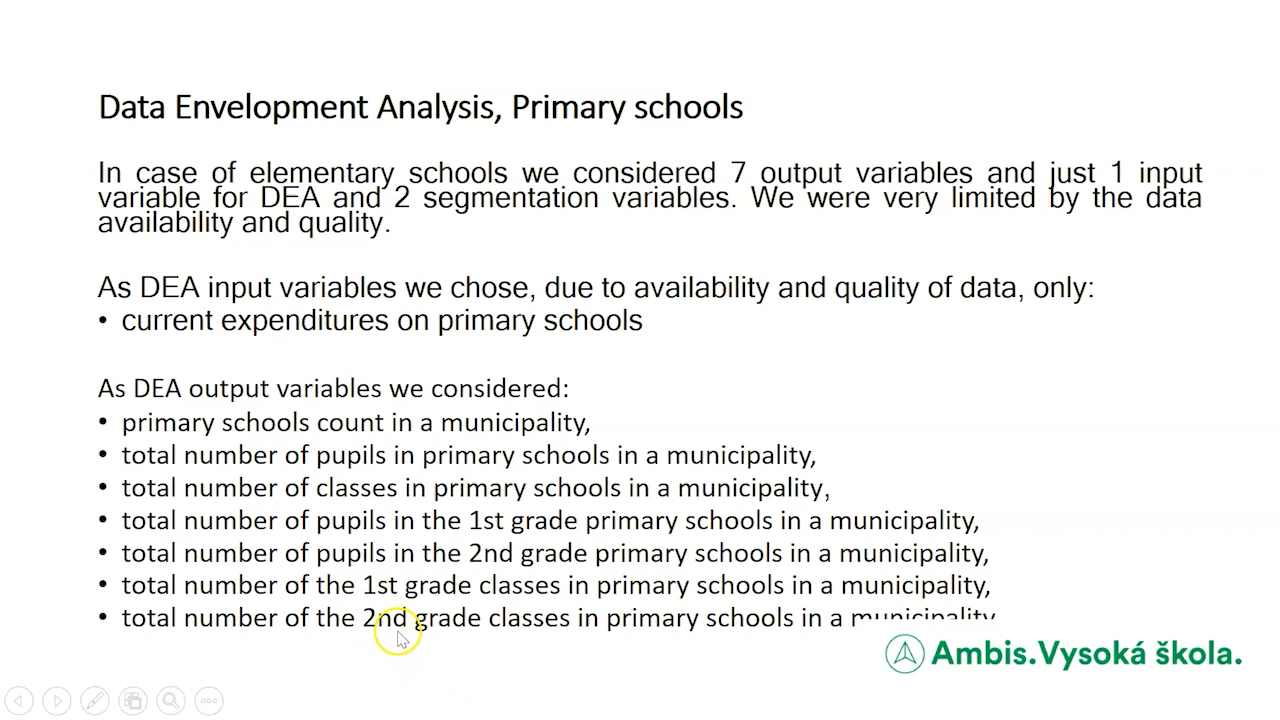 Data Envelopment Analysis, Primary schools
In case of elementary schools we considered 7 output variables and just 1 input
variable for DEA and 2 segmentation variables. We were very limited by the data
availability and quality.
As DEA input variables we chose, due to availability and quality of data, only:
• current expenditures on primary schools
As DEA output variables we considered:
• primary schools count in a municipality,
• total number of pupils in primary schools in a municipality,
• total number of classes in primary schools in a municipality,
• total number of pupils in the 1st grade primary schools in a municipality,
• total number of pupils in the 2nd grade primary schools in a municipality,
• total number of the 1st grade classes in primary schools in a municipality,
• total number of the 2nd grade classes in primary schools in a municipality
Ambis.Vysoká škola.